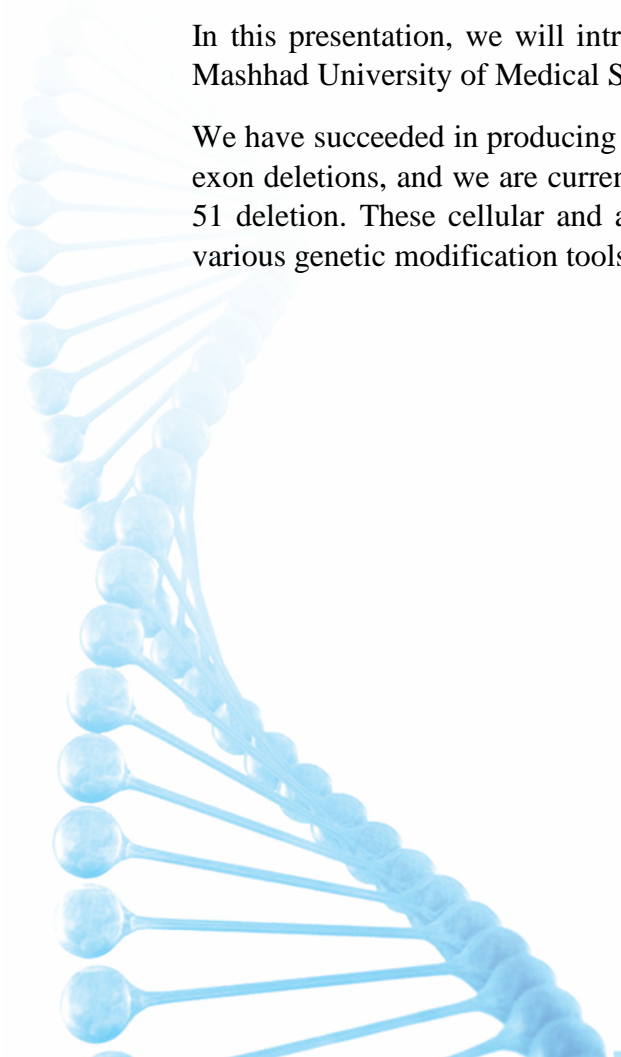 In this presentation, we will intr
Mashhad University of Medical S
We have succeeded in producing
exon deletions, and we are curren
51 deletion. These cellular and a
various genetic modification tools